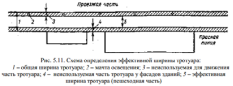 Проезжая часть
1 2 3
4 5
Красная
линия
Рис. 5.11. Схема определения эффективной ширины тротуара:
1 – общая ширина тротуара; 2 – мачта освещения; 3 – неиспользуемая для движения
часть тротуара; 4 – неиспользуемая часть тротуара у фасадов зданий; 5 – эффективная
ширина тротуара (пешеходная часть)